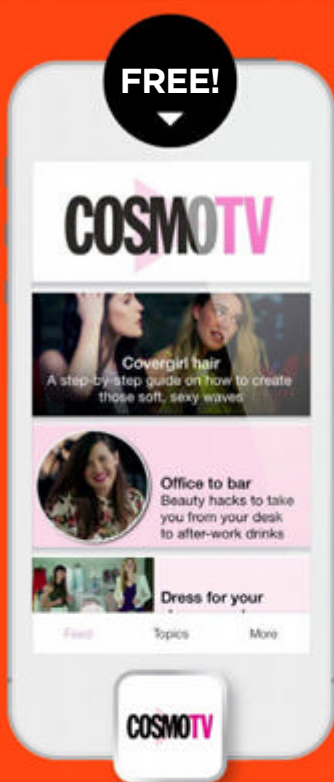 FREE!
COSMOTV
Covergirl hair
A step-by-step guide on how to create
those soft, sexy waves
Office to bar
Beauty hacks to take
you from your desk
to after-work drinks
Dress for your
Feed
Topics
More
COSMOTV